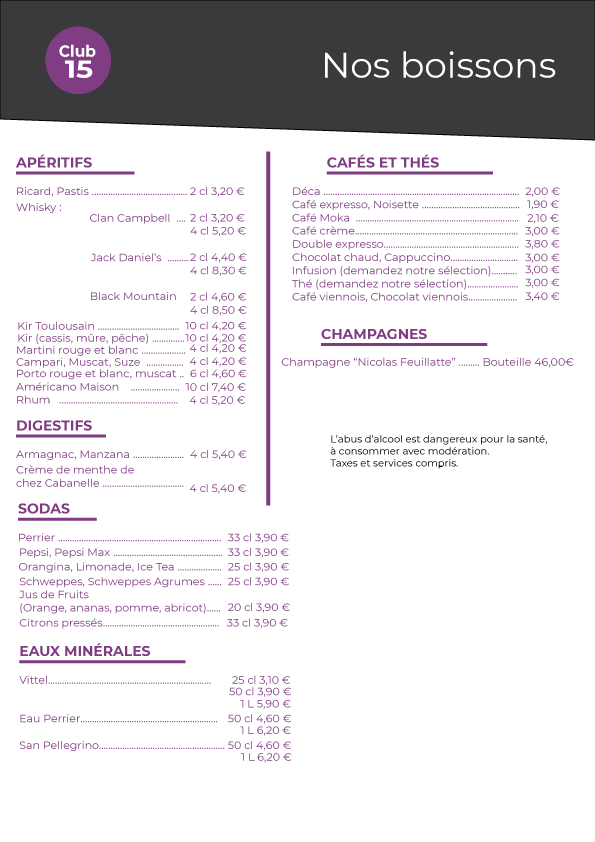 Club
15
Nos boissons
APÉRITIFS
Ricard, Pastis ........................................ 2 cl 3,20 €
Whisky :
Clan Campbell .... 2 cl 3,20 €
4 cl 5,20 €
Jack Daniel’s ......... 2 cl 4,40 €
4 cl 8,30 €
Black Mountain 2 cl 4,60 €
4 cl 8,50 €
Kir Toulousain .................................. 10 cl 4,20 €
Kir (cassis, mûre, pêche) ............. 10 cl 4,20 €
Martini rouge et blanc ................... 4 cl 4,20 €
Campari, Muscat, Suze ................ 4 cl 4,20 €
Porto rouge et blanc, muscat .. 6 cl 4,60 €
Américano Maison ..................... 10 cl 7,40 €
Rhum .................................................. 4 cl 5,20 €
DIGESTIFS
Armagnac, Manzana ...................... 4 cl 5,40 €
Crème de menthe de
chez Cabanelle .................................. 4 cl 5,40 €
SODAS
Perrier ..................................................................... 33 cl 3,90 €
Pepsi, Pepsi Max .............................................. 33 cl 3,90 €
Orangina, Limonade, Ice Tea ................... 25 cl 3,90 €
Schweppes, Schweppes Agrumes ...... 25 cl 3,90 €
Jus de Fruits
(Orange, ananas, pomme, abricot)...... 20 cl 3,90 €
Citrons pressés................................................. 33 cl 3,90 €
EAUX MINÉRALES
Vittel.................................................................... 25 cl 3,10 €
50 cl 3,90 €
1 L 5,90 €
Eau Perrier.......................................................... 50 cl 4,60 €
1 L 6,20 €
San Pellegrino..................................................... 50 cl 4,60 €
1 L 6,20 €
CAFÉS ET THÉS
Déca .................................................................................. 2,00 €
Café expresso, Noisette ......................................... 1,90 €
Café Moka .................................................................... 2,10 €
Café crème.................................................................... 3,00 €
Double expresso......................................................... 3,80 €
Chocolat chaud, Cappuccino............................ 3,00 €
Infusion (demandez notre sélection)........... 3,00 €
Thé (demandez notre sélection)..................... 3,00 €
Café viennois, Chocolat viennois.................... 3,40 €
CHAMPAGNES
Champagne “Nicolas Feuillatte” ......... Bouteille 46,00€
L’abus d’alcool est dangereux pour la santé,
à consommer avec modération.
Taxes et services compris.